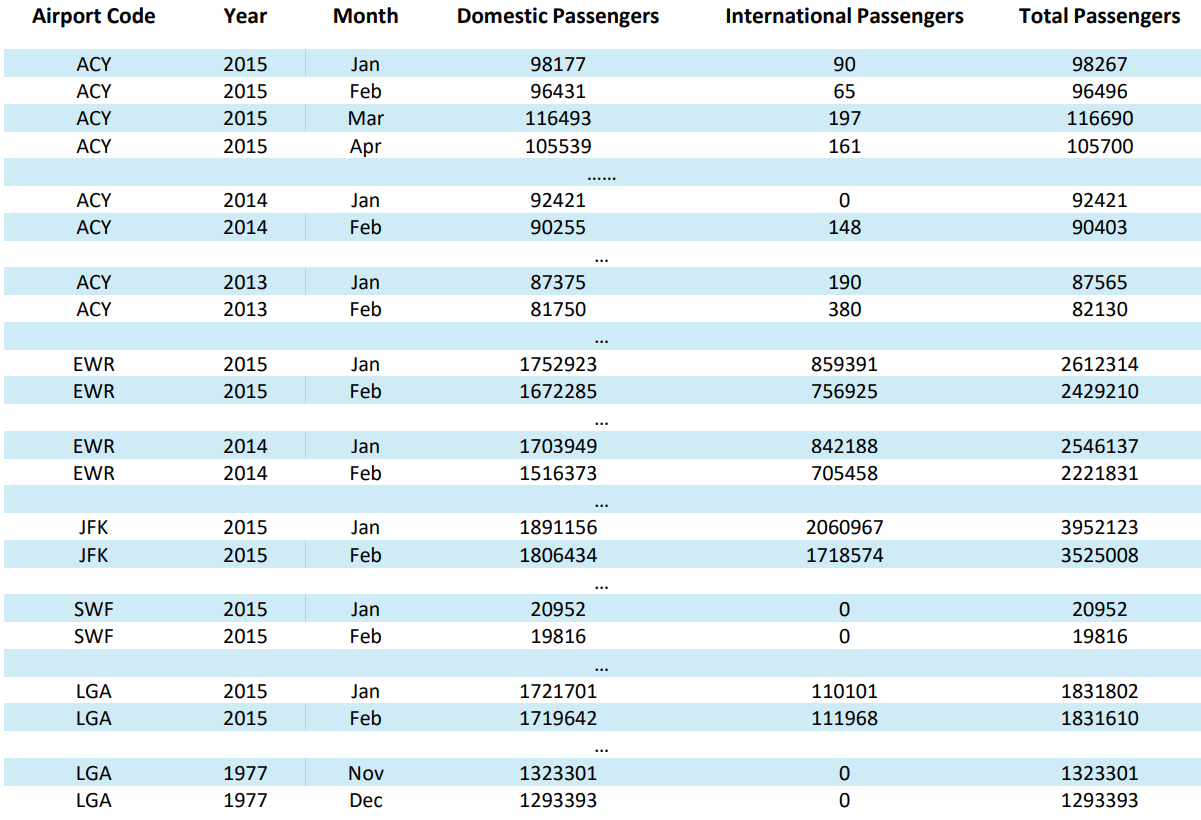 Airport Code Year Month Domestic Passengers International Passengers Total Passengers
ACY 2015 Jan 98177 90 98267
ACY 2015 Feb 96431 65 96496
ACY 2015 Mar 116493 197 116690
ACY 2015 Apr 105539 161 105700
......
ACY 2014 Jan 92421 0 92421
ACY 2014 Feb 90255 148 90403
...
ACY 2013 Jan 87375 190 87565
ACY 2013 Feb 81750 380 82130
...
EWR 2015 Jan 1752923 859391 2612314
EWR 2015 Feb 1672285 756925 2429210
...
EWR 2014 Jan 1703949 842188 2546137
EWR 2014 Feb 1516373 705458 2221831
...
JFK 2015 Jan 1891156 2060967 3952123
JFK 2015 Feb 1806434 1718574 3525008
...
SWF 2015 Jan 20952 0 20952
SWF 2015 Feb 19816 0 19816
...
LGA 2015 Jan 1721701 110101 1831802
LGA 2015 Feb 1719642 111968 1831610
...
LGA 1977 Nov 1323301 0 1323301
LGA 1977 Dec 1293393 0 1293393